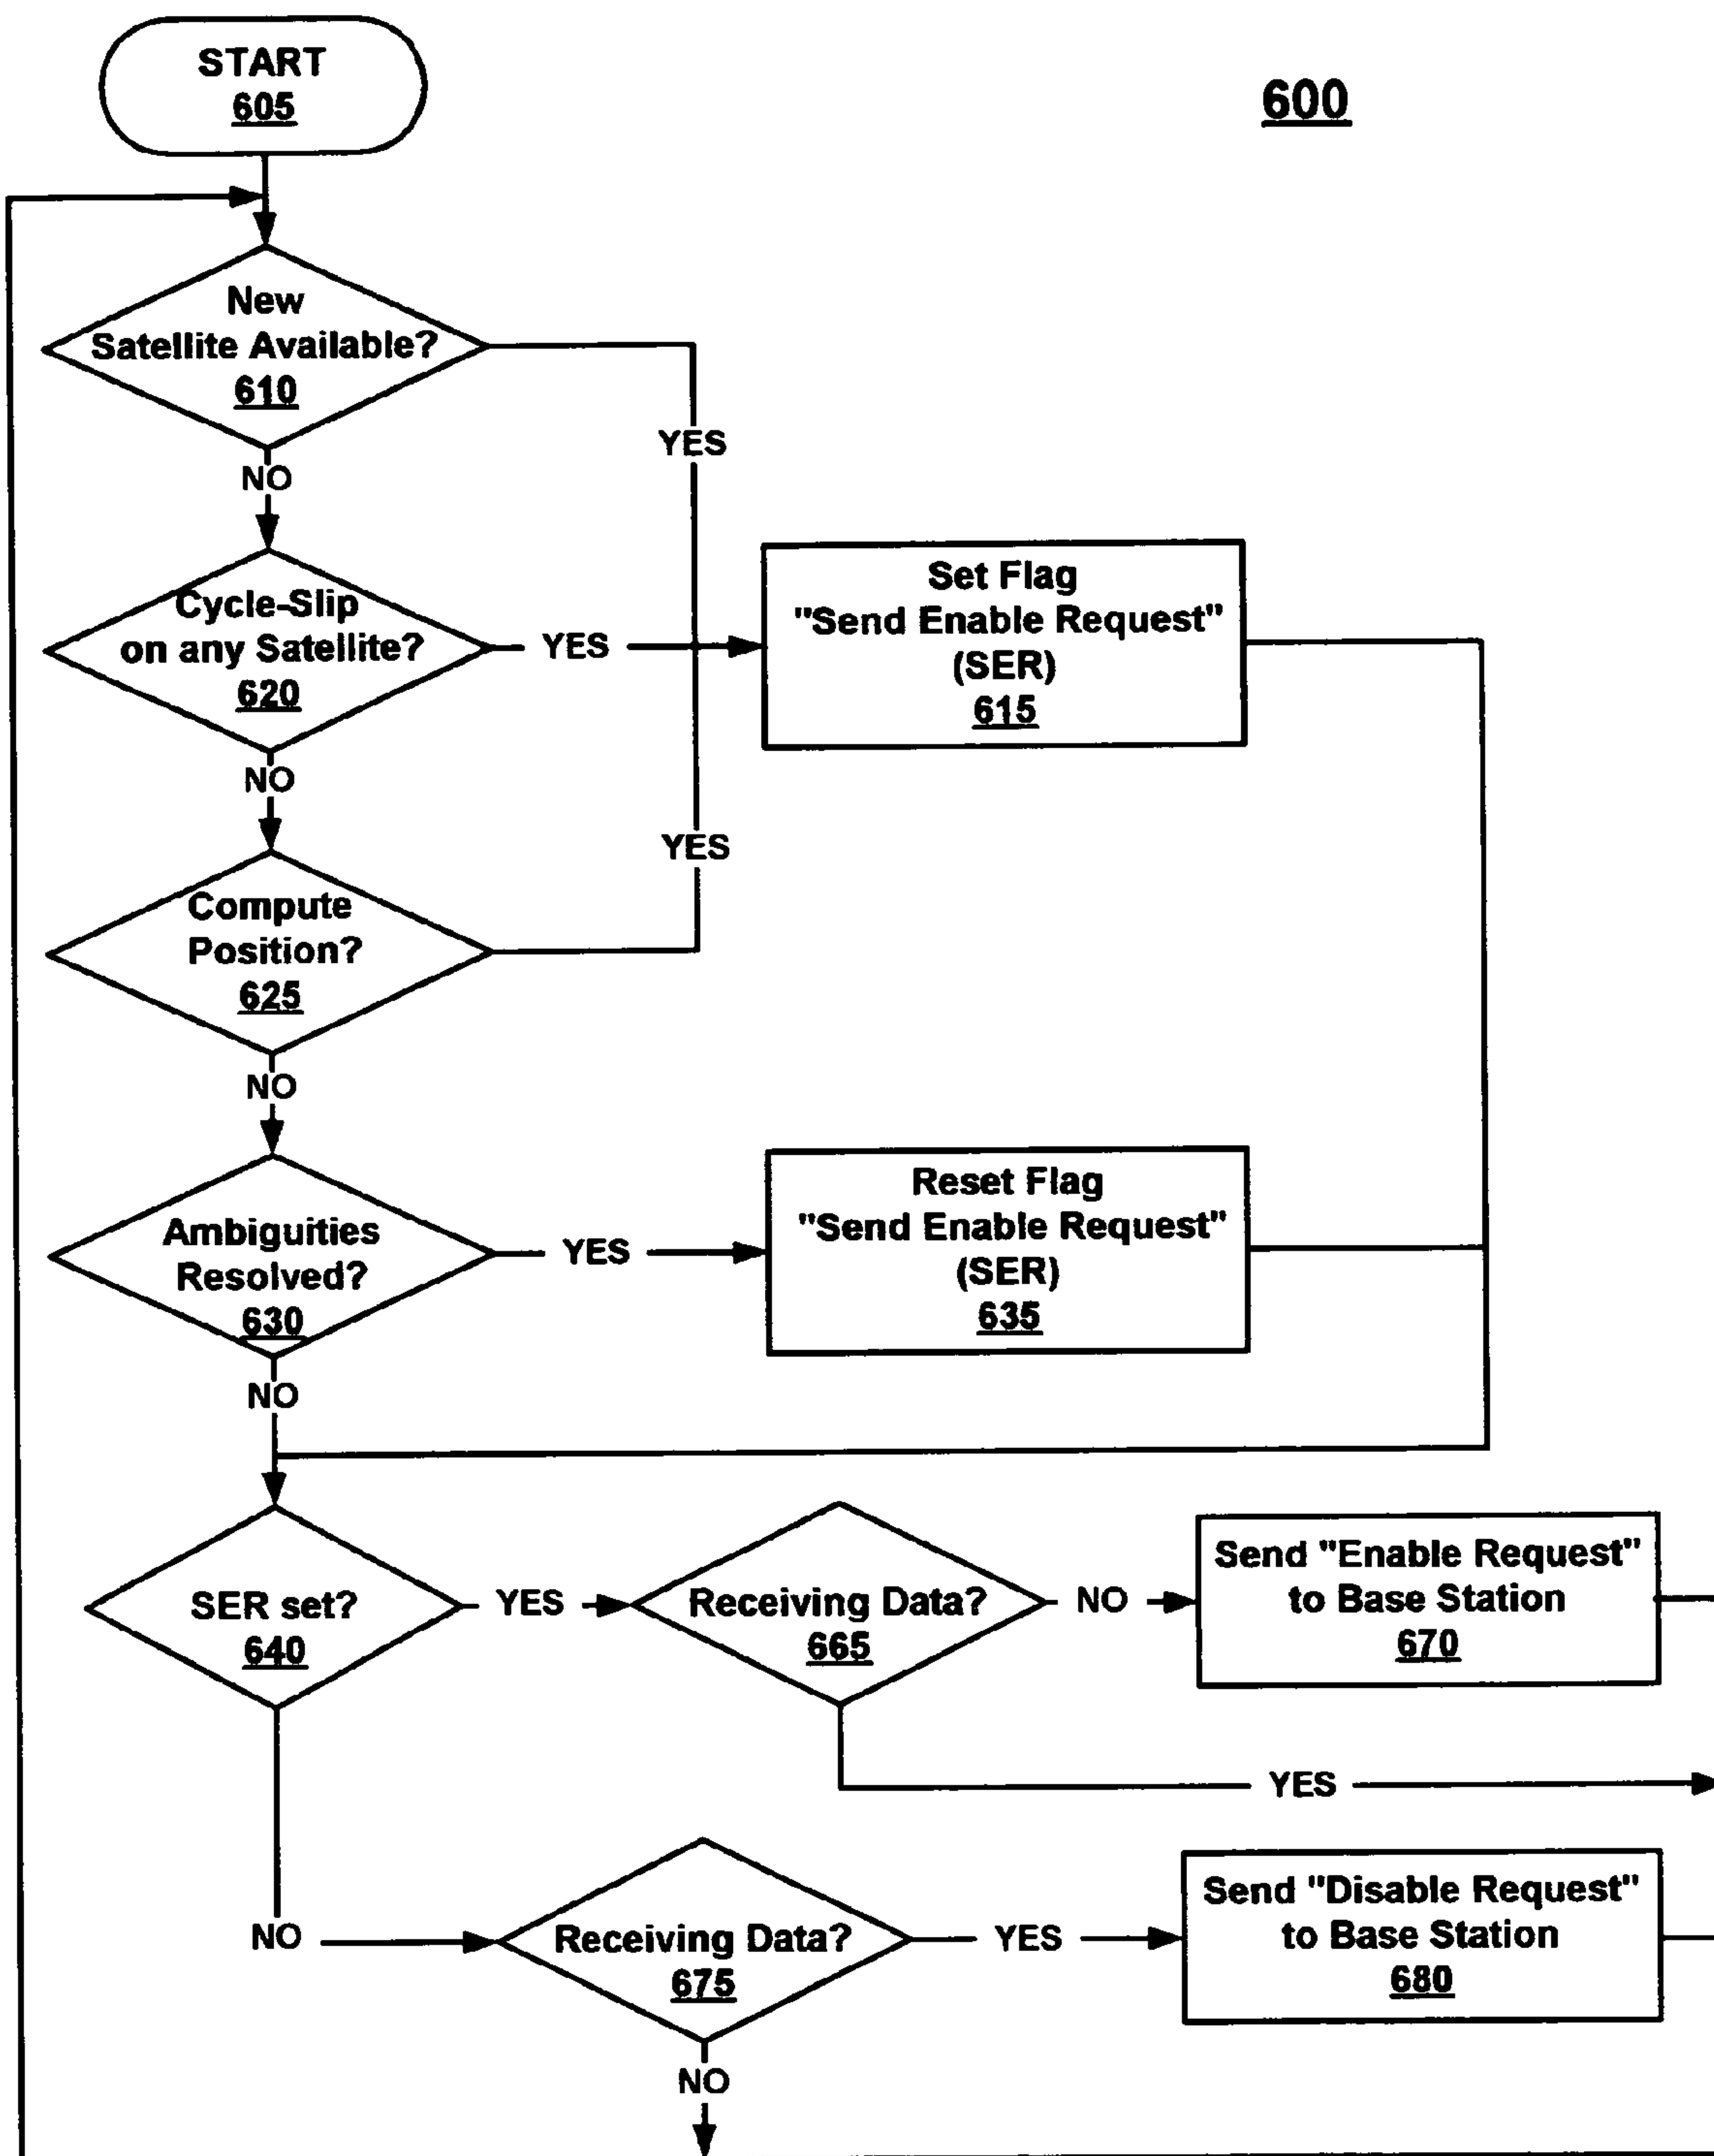 START
605
600
New
Satellite Available?
610
YES
NO
Cycle-Slip
on any Satellite?
620
YES
Set Flag
"Send Enable Request"
(SER)
615
NO
YES
Compute
Position?
625
NO
Ambiguities
Resolved?
630
YES
Reset Flag
"Send Enable Request"
(SER)
635
NO
SER set?
640
YES
Receiving Data?
665
NO
Send "Enable Request"
to Base Station
670
YES
NO
Receiving Data?
675
YES
Send "Disable Request"
to Base Station
680
NO